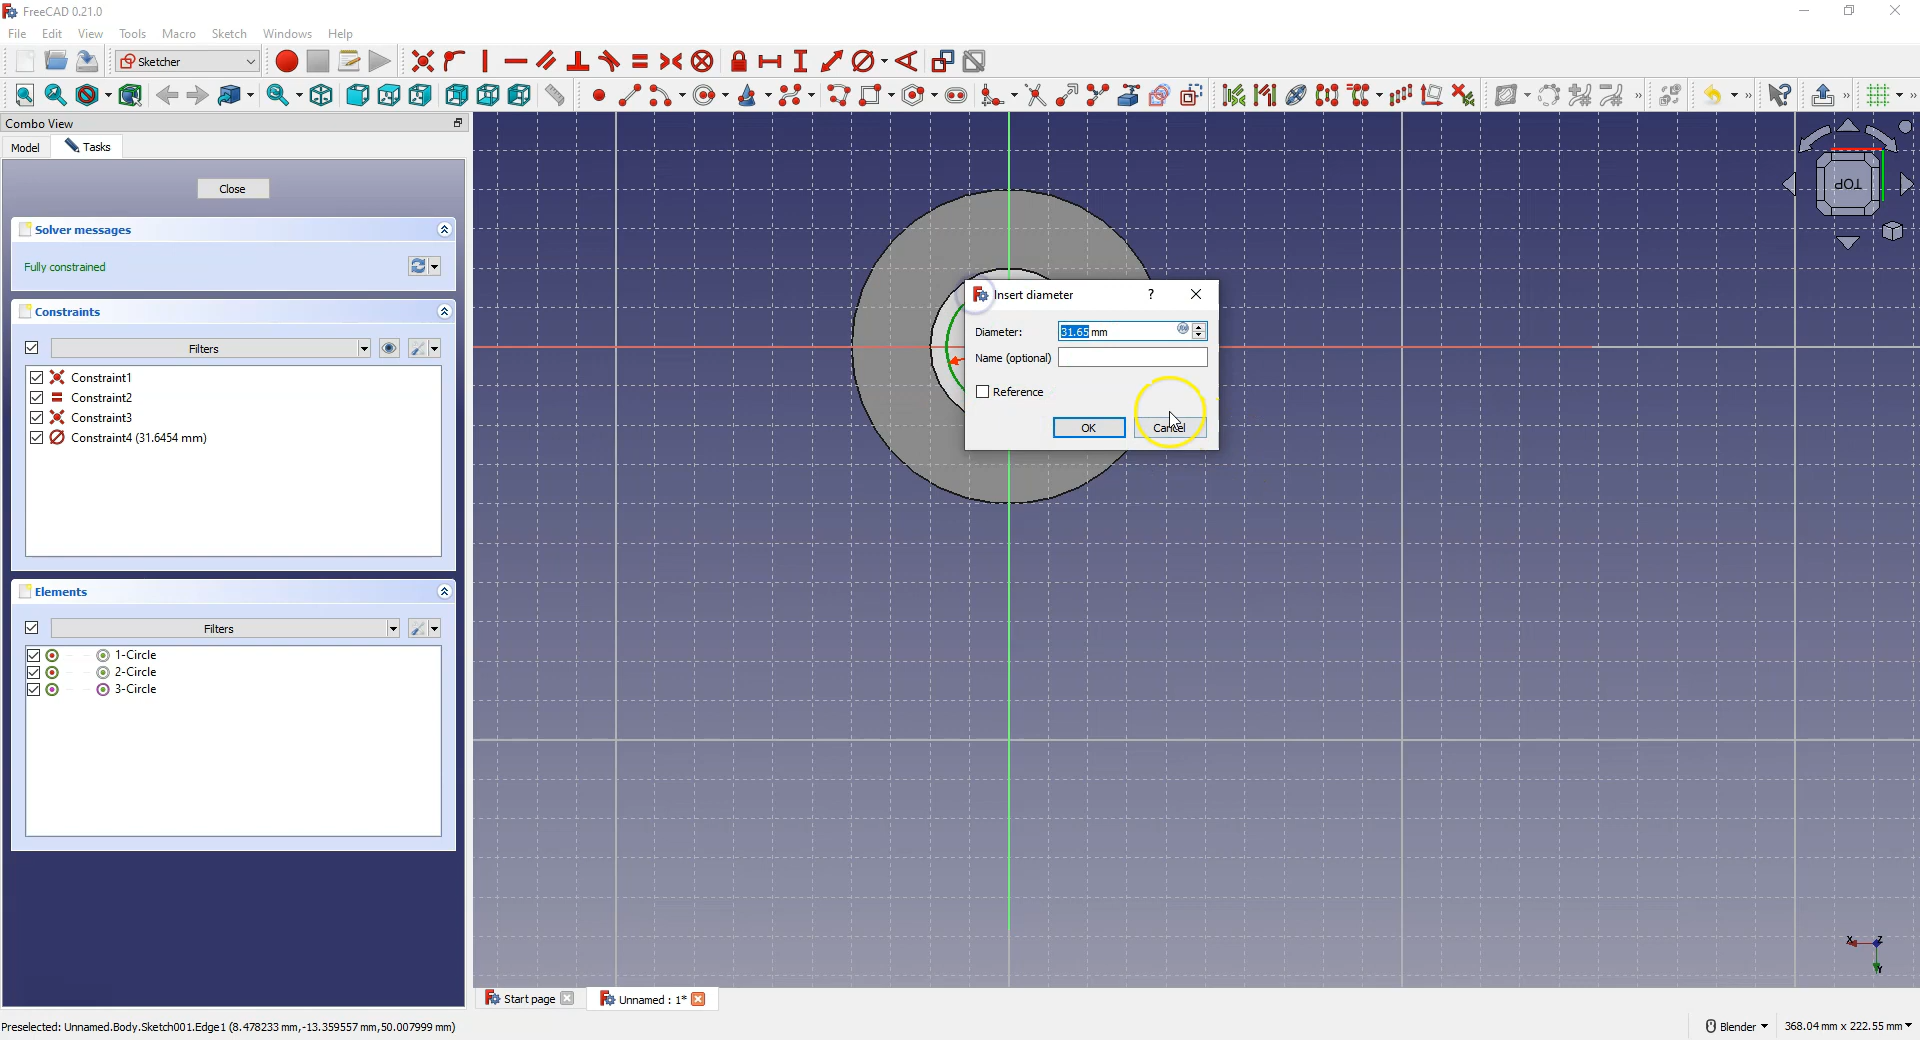 FreeCAD 0.21.0
File Edit View Tools Macro Sketch Windows Help
Sketcher
Combo View
Model Tasks
Close
Solver messages
Fully constrained
Constraints
Filters
Constraint1
Constraint2
Constraint3
Constraint4 (31.6454 mm)
Elements
Filters
1-Circle
2-Circle
3-Circle
TOP
Insert diameter ?
Diameter: 31.65 mm
Name (optional)
Reference
OK Cancel
X Z
Y
Start page Unnamed : 1*
Preselected: Unnamed.Body.Sketch001.Edge1 (8.478233 mm,-13.359557 mm,50.007999 mm) Blender 368.04 mm x 222.55 mm